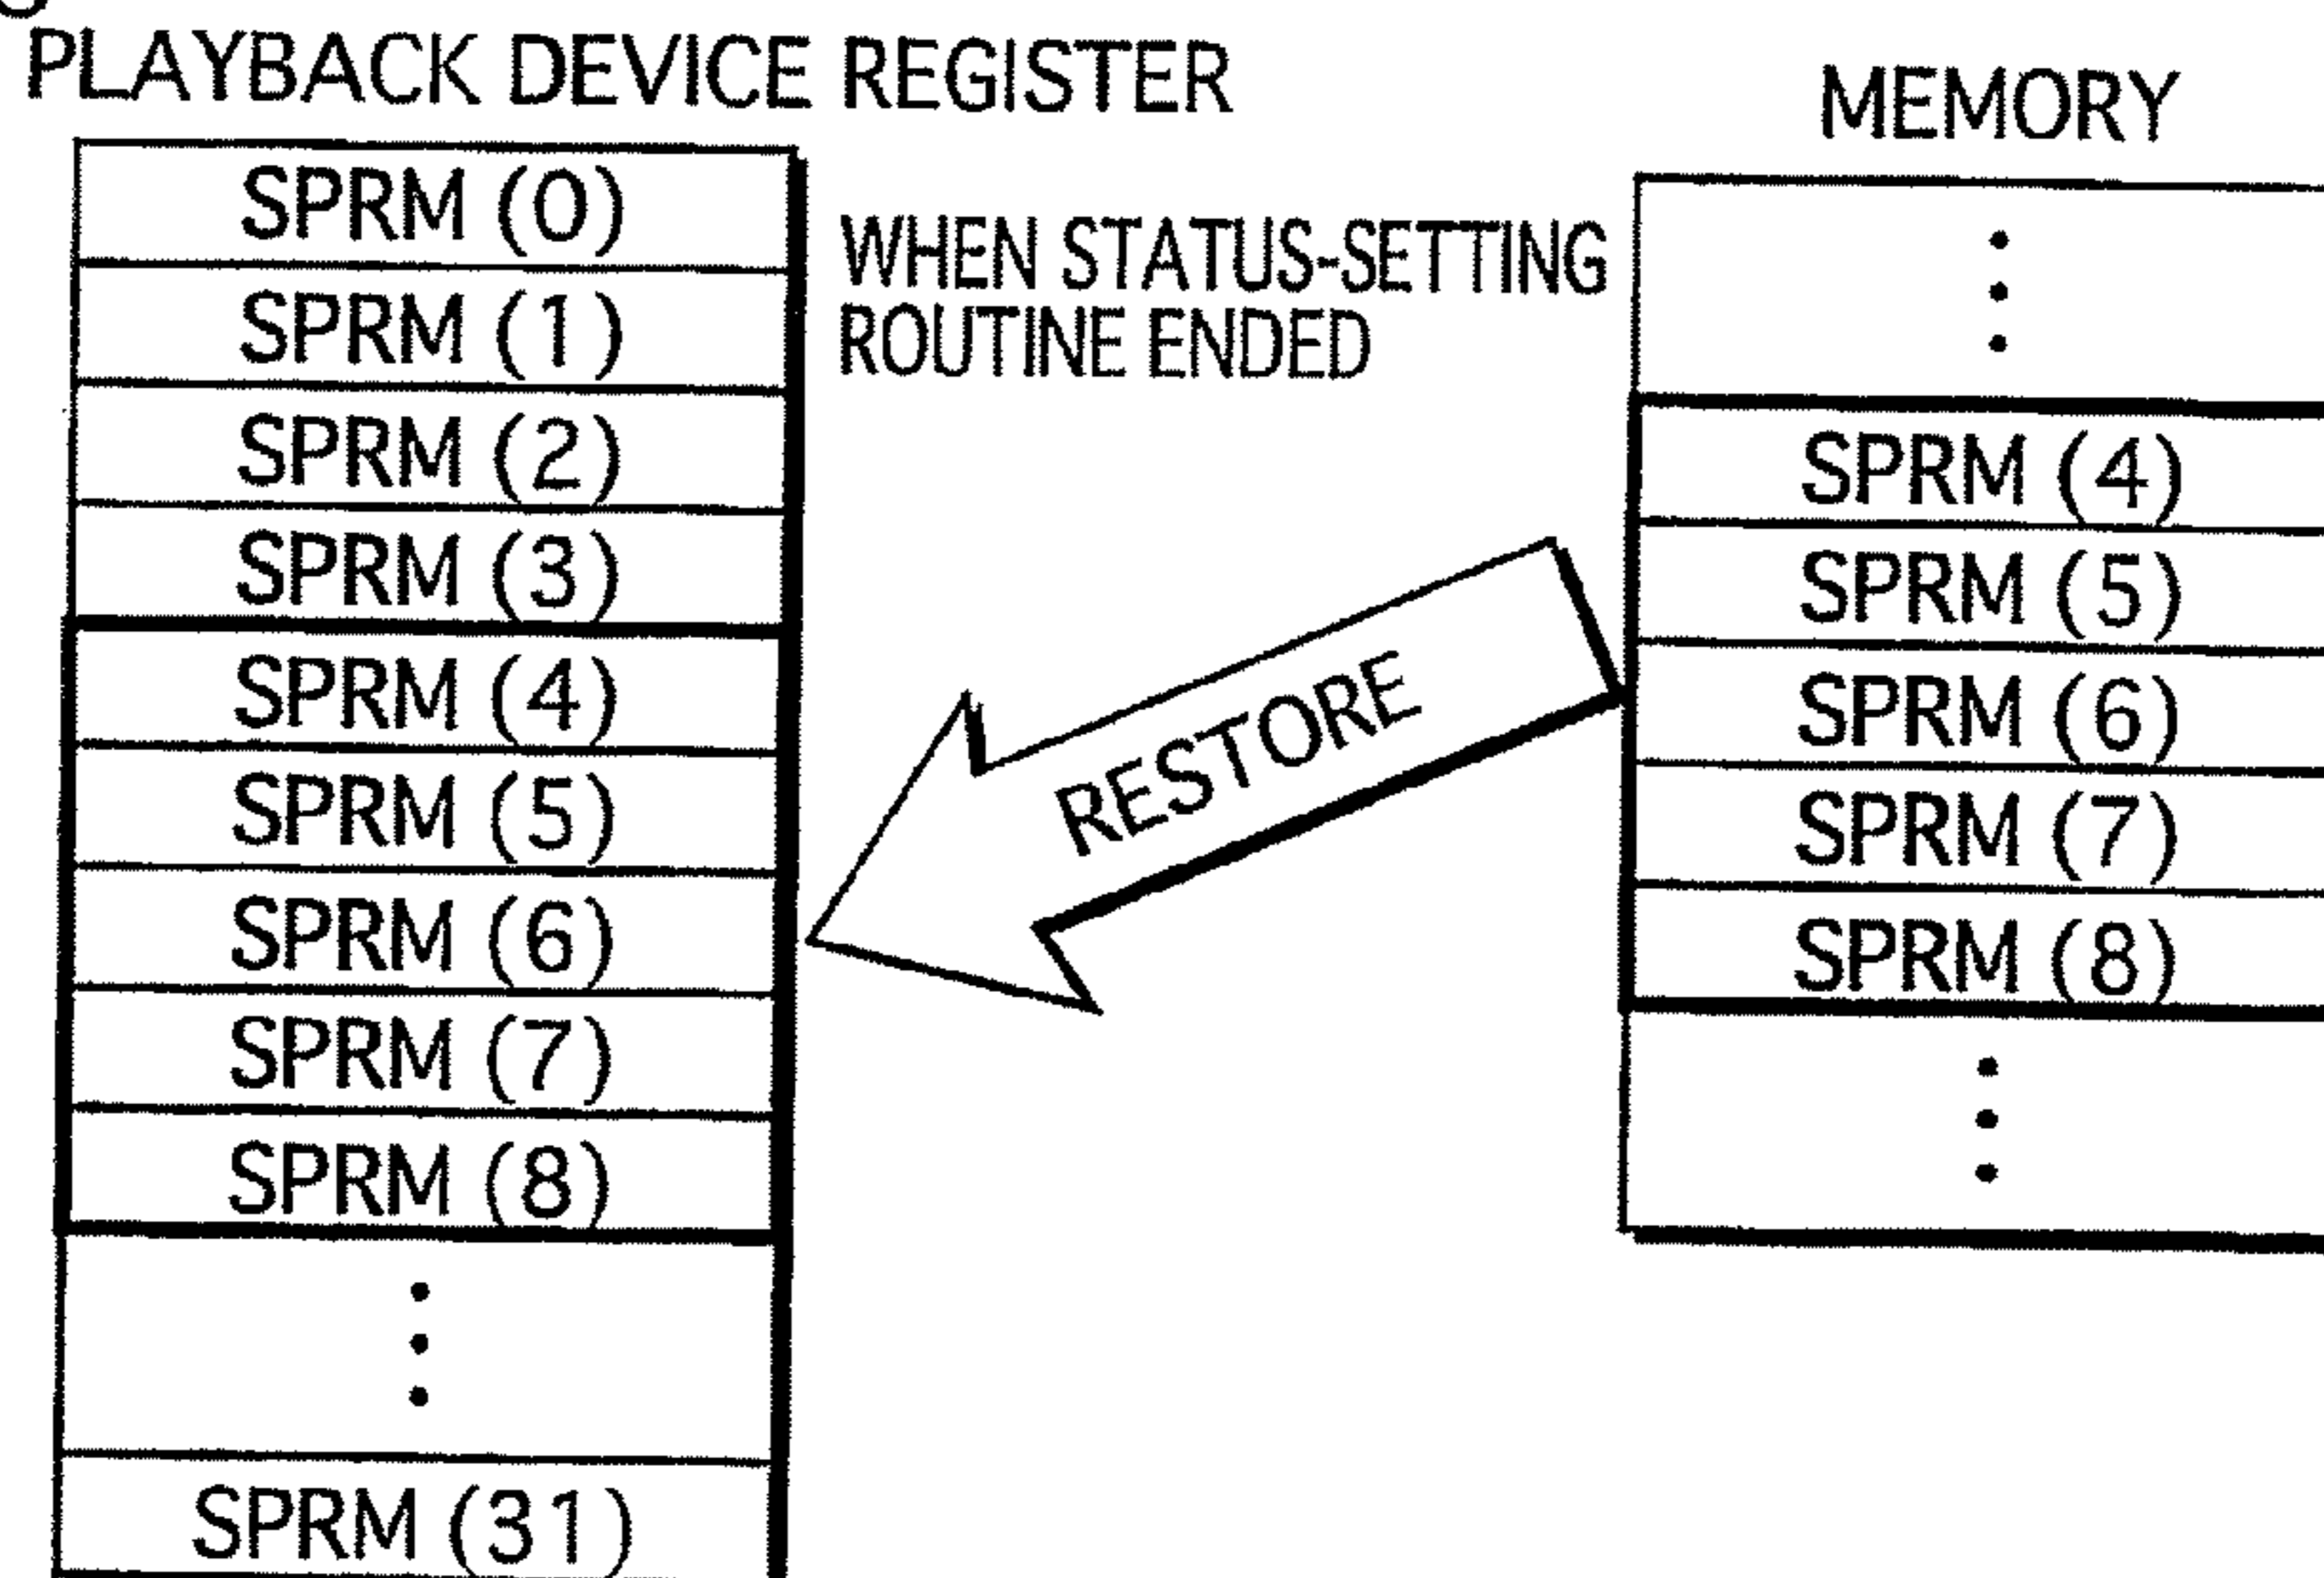 PLAYBACK DEVICE REGISTER
SPRM (0)
SPRM (1)
SPRM (2)
SPRM (3)
SPRM (4)
SPRM (5)
SPRM (6)
SPRM (7)
SPRM (8)
SPRM (31)
WHEN STATUS-SETTING
ROUTINE ENDED
RESTORE
MEMORY
SPRM (4)
SPRM (5)
SPRM (6)
SPRM (7)
SPRM (8)